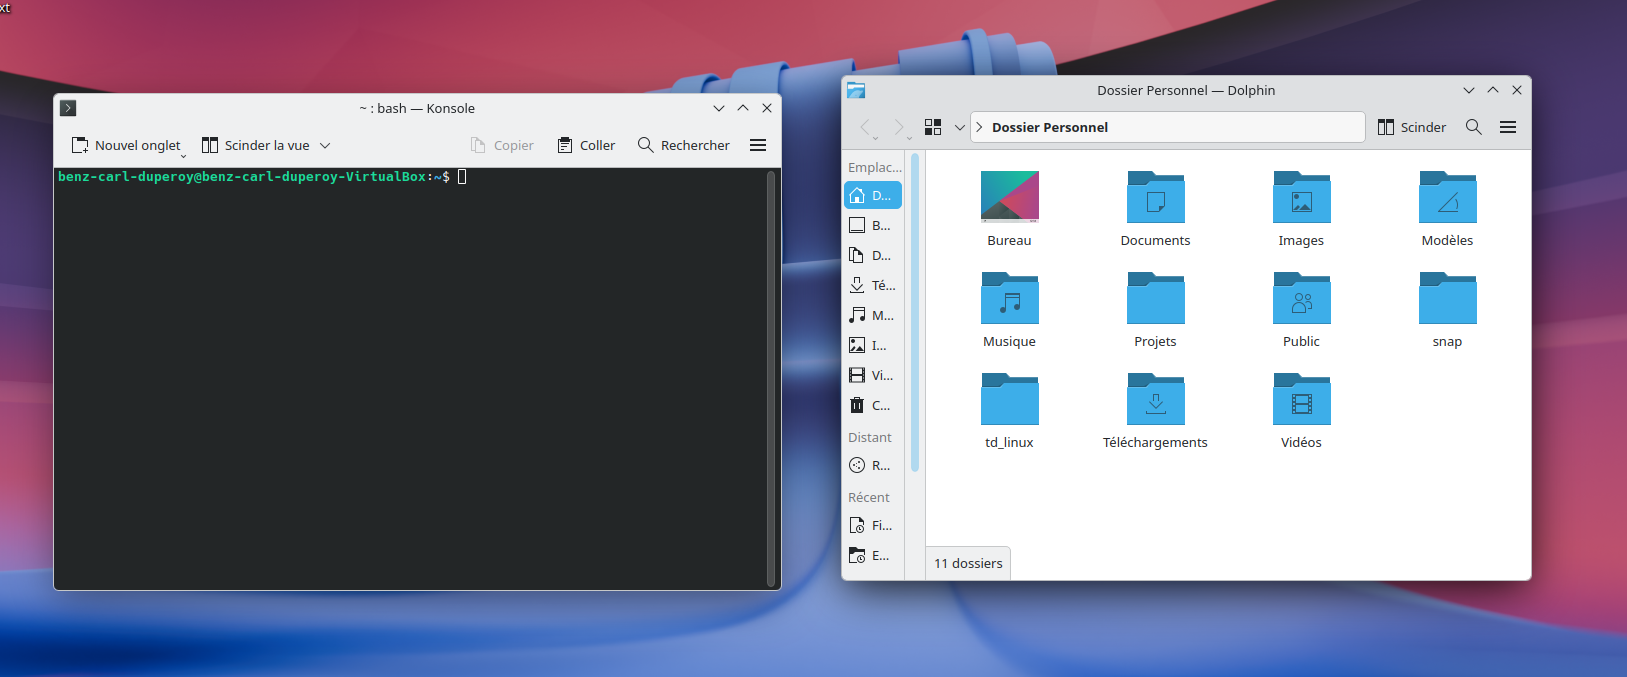 xt
~ : bash — Konsole
Nouvel onglet
Scinder la vue
Copier
Coller
Rechercher
benz-carl-duperoy@benz-carl-duperoy-VirtualBox:~$
Dossier Personnel — Dolphin
Dossier Personnel
Scinder
Emplac...
D...
B...
D...
Té...
M...
I...
Vi...
C...
Distant
R...
Récent
Fi...
E...
Bureau
Documents
Images
Modèles
Musique
Projets
Public
snap
td_linux
Téléchargements
Vidéos
11 dossiers